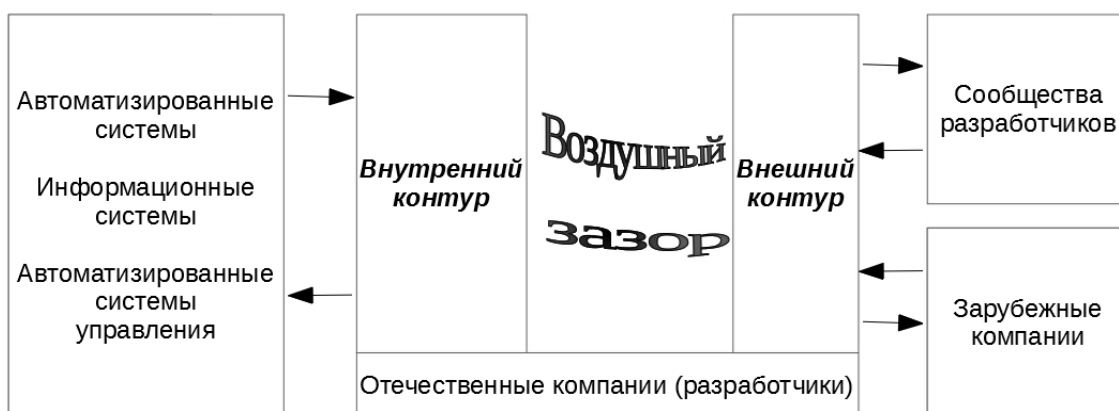 Автоматизированные
системы
Информационные
системы
Автоматизированные
системы
управления
Внутренний
контур
Воздушный
зазор
Внешний
контур
Отечественные компании (разработчики)
Сообщества
разработчиков
Зарубежные
компании